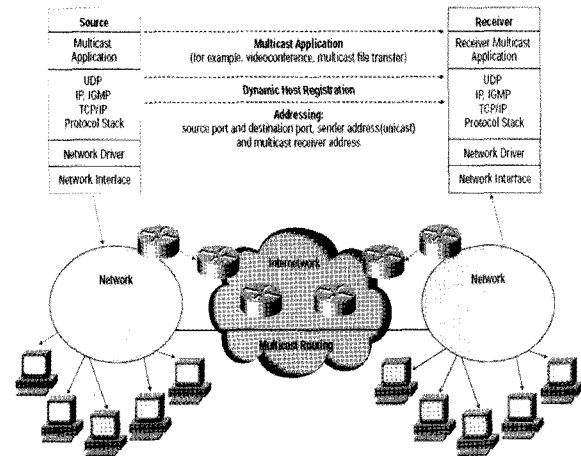 Source
Multicast
Application
UDP
IP, IGMP
TCP/IP
Protocol Stack
Network Driver
Network Interface
Multicast Application
(for example, videoconference, multicast file transfer)
Dynamic Host Registration
Addressing:
source port and destination port, sender address(unicast)
and multicast receiver address
Receiver
Receiver Multicast
Application
UDP
IP, IGMP
TCP/IP
Protocol Stack
Network Driver
Network Interface
Network
Internetwork
Multicast Routing
Network